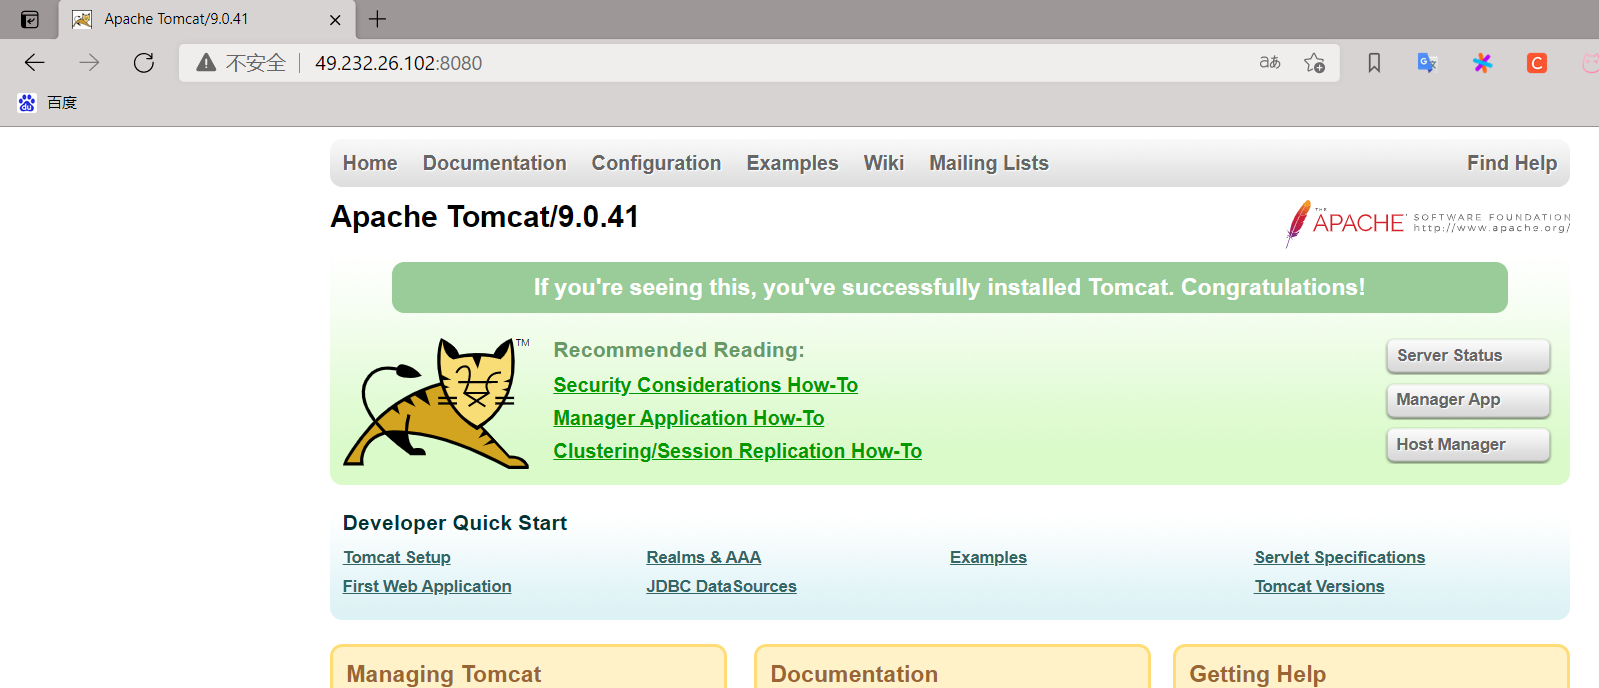 Apache Tomcat/9.0.41
不安全 49.232.26.102:8080
百度
Home Documentation Configuration Examples Wiki Mailing Lists Find Help
Apache Tomcat/9.0.41
THE APACHE SOFTWARE FOUNDATION
http://www.apache.org/
If you're seeing this, you've successfully installed Tomcat. Congratulations!
TM
Recommended Reading:
Security Considerations How-To
Manager Application How-To
Clustering/Session Replication How-To
Server Status
Manager App
Host Manager
Developer Quick Start
Tomcat Setup
First Web Application
Realms & AAA
JDBC DataSources
Examples
Servlet Specifications
Tomcat Versions
Managing Tomcat
Documentation
Getting Help